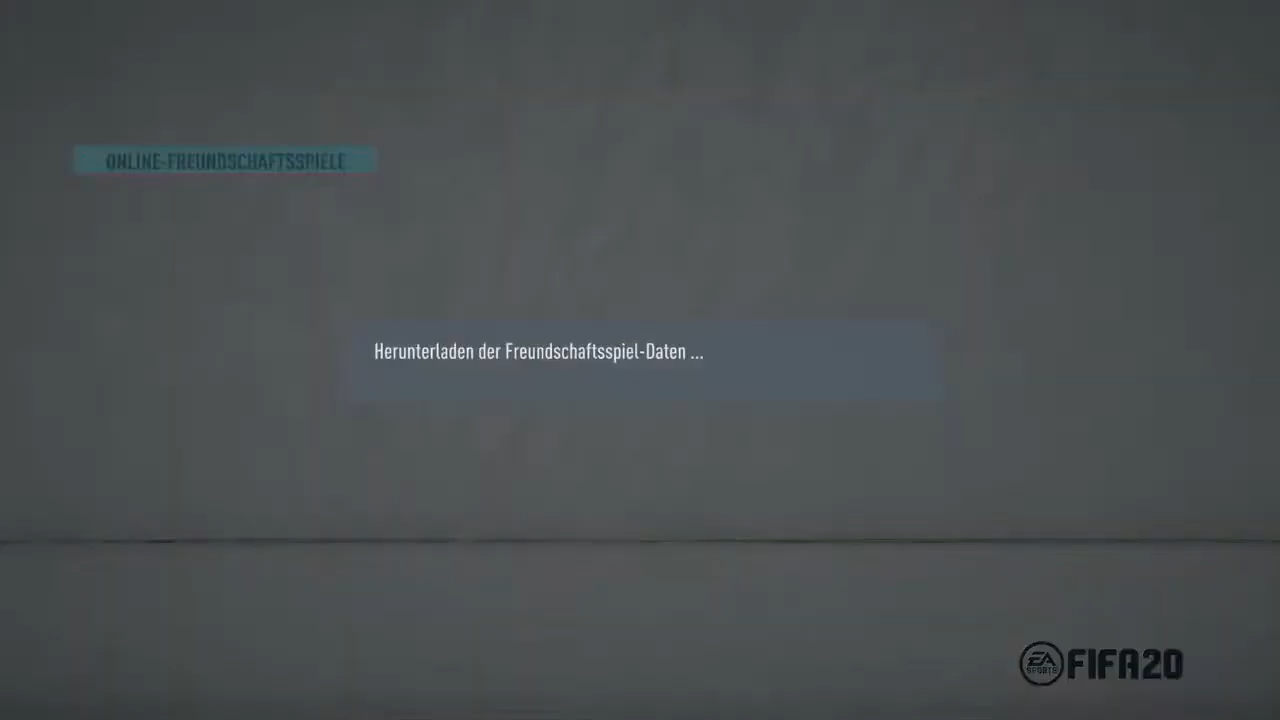 ONLINE-FREUNDSCHAFTSSPIELE
Herunterladen der Freundschaftsspiel-Daten ...
EA
SPORTS
FIFA20